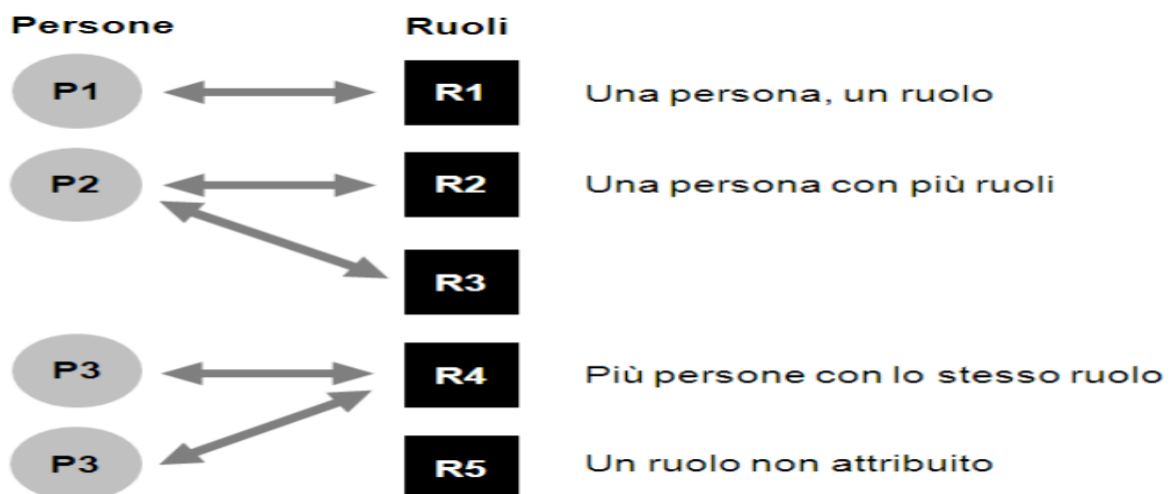 Persone Ruoli
P1 R1 Una persona, un ruolo
P2 R2 Una persona con più ruoli
R3
P3 R4 Più persone con lo stesso ruolo
P3 R5 Un ruolo non attribuito